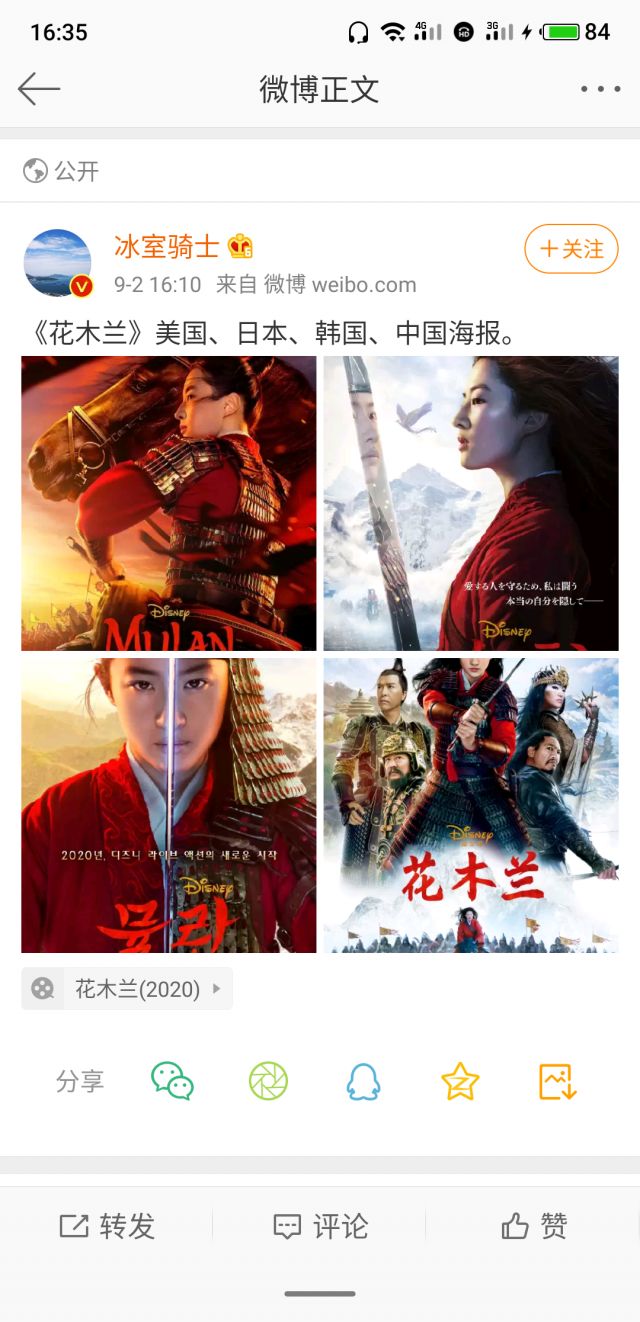 16:35
4G
HD
3G
84
微博正文
公开
冰室骑士
6
V
9-2 16:10 来自 微博 weibo.com
+关注
《花木兰》美国、日本、韩国、中国海报。
DISNEY
MULAN
愛する人を守るため、私は闘う
本当の自分を隠して——
DISNEY
2020년, 디즈니 라이브 액션의 새로운 시작
DISNEY
뮬란
DISNEY
花木兰
花木兰(2020)
分享
转发
评论
赞